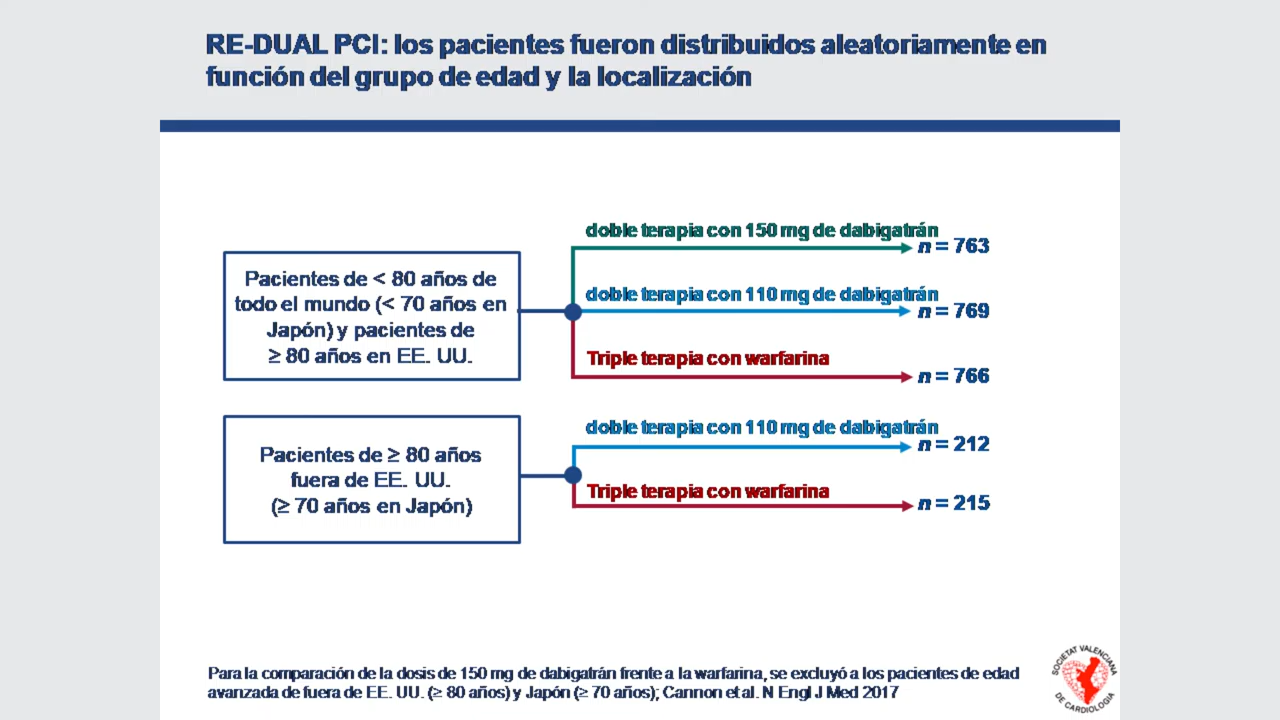 RE-DUAL PCI: los pacientes fueron distribuidos aleatoriamente en
función del grupo de edad y la localización
Pacientes de < 80 años de
todo el mundo (< 70 años en
Japón) y pacientes de
≥ 80 años en EE. UU.
doble terapia con 150 mg de dabigatrán
n = 763
doble terapia con 110 mg de dabigatrán
n = 769
Triple terapia con warfarina
n = 766
Pacientes de ≥ 80 años
fuera de EE. UU.
(≥ 70 años en Japón)
doble terapia con 110 mg de dabigatrán
n = 212
Triple terapia con warfarina
n = 215
Para la comparación de la dosis de 150 mg de dabigatrán frente a la warfarina, se excluyó a los pacientes de edad
avanzada de fuera de EE. UU. (≥ 80 años) y Japón (≥ 70 años); Cannon et al. N Engl J Med 2017
SOCIETAT VALENCIANA
DE CARDIOLOGIA